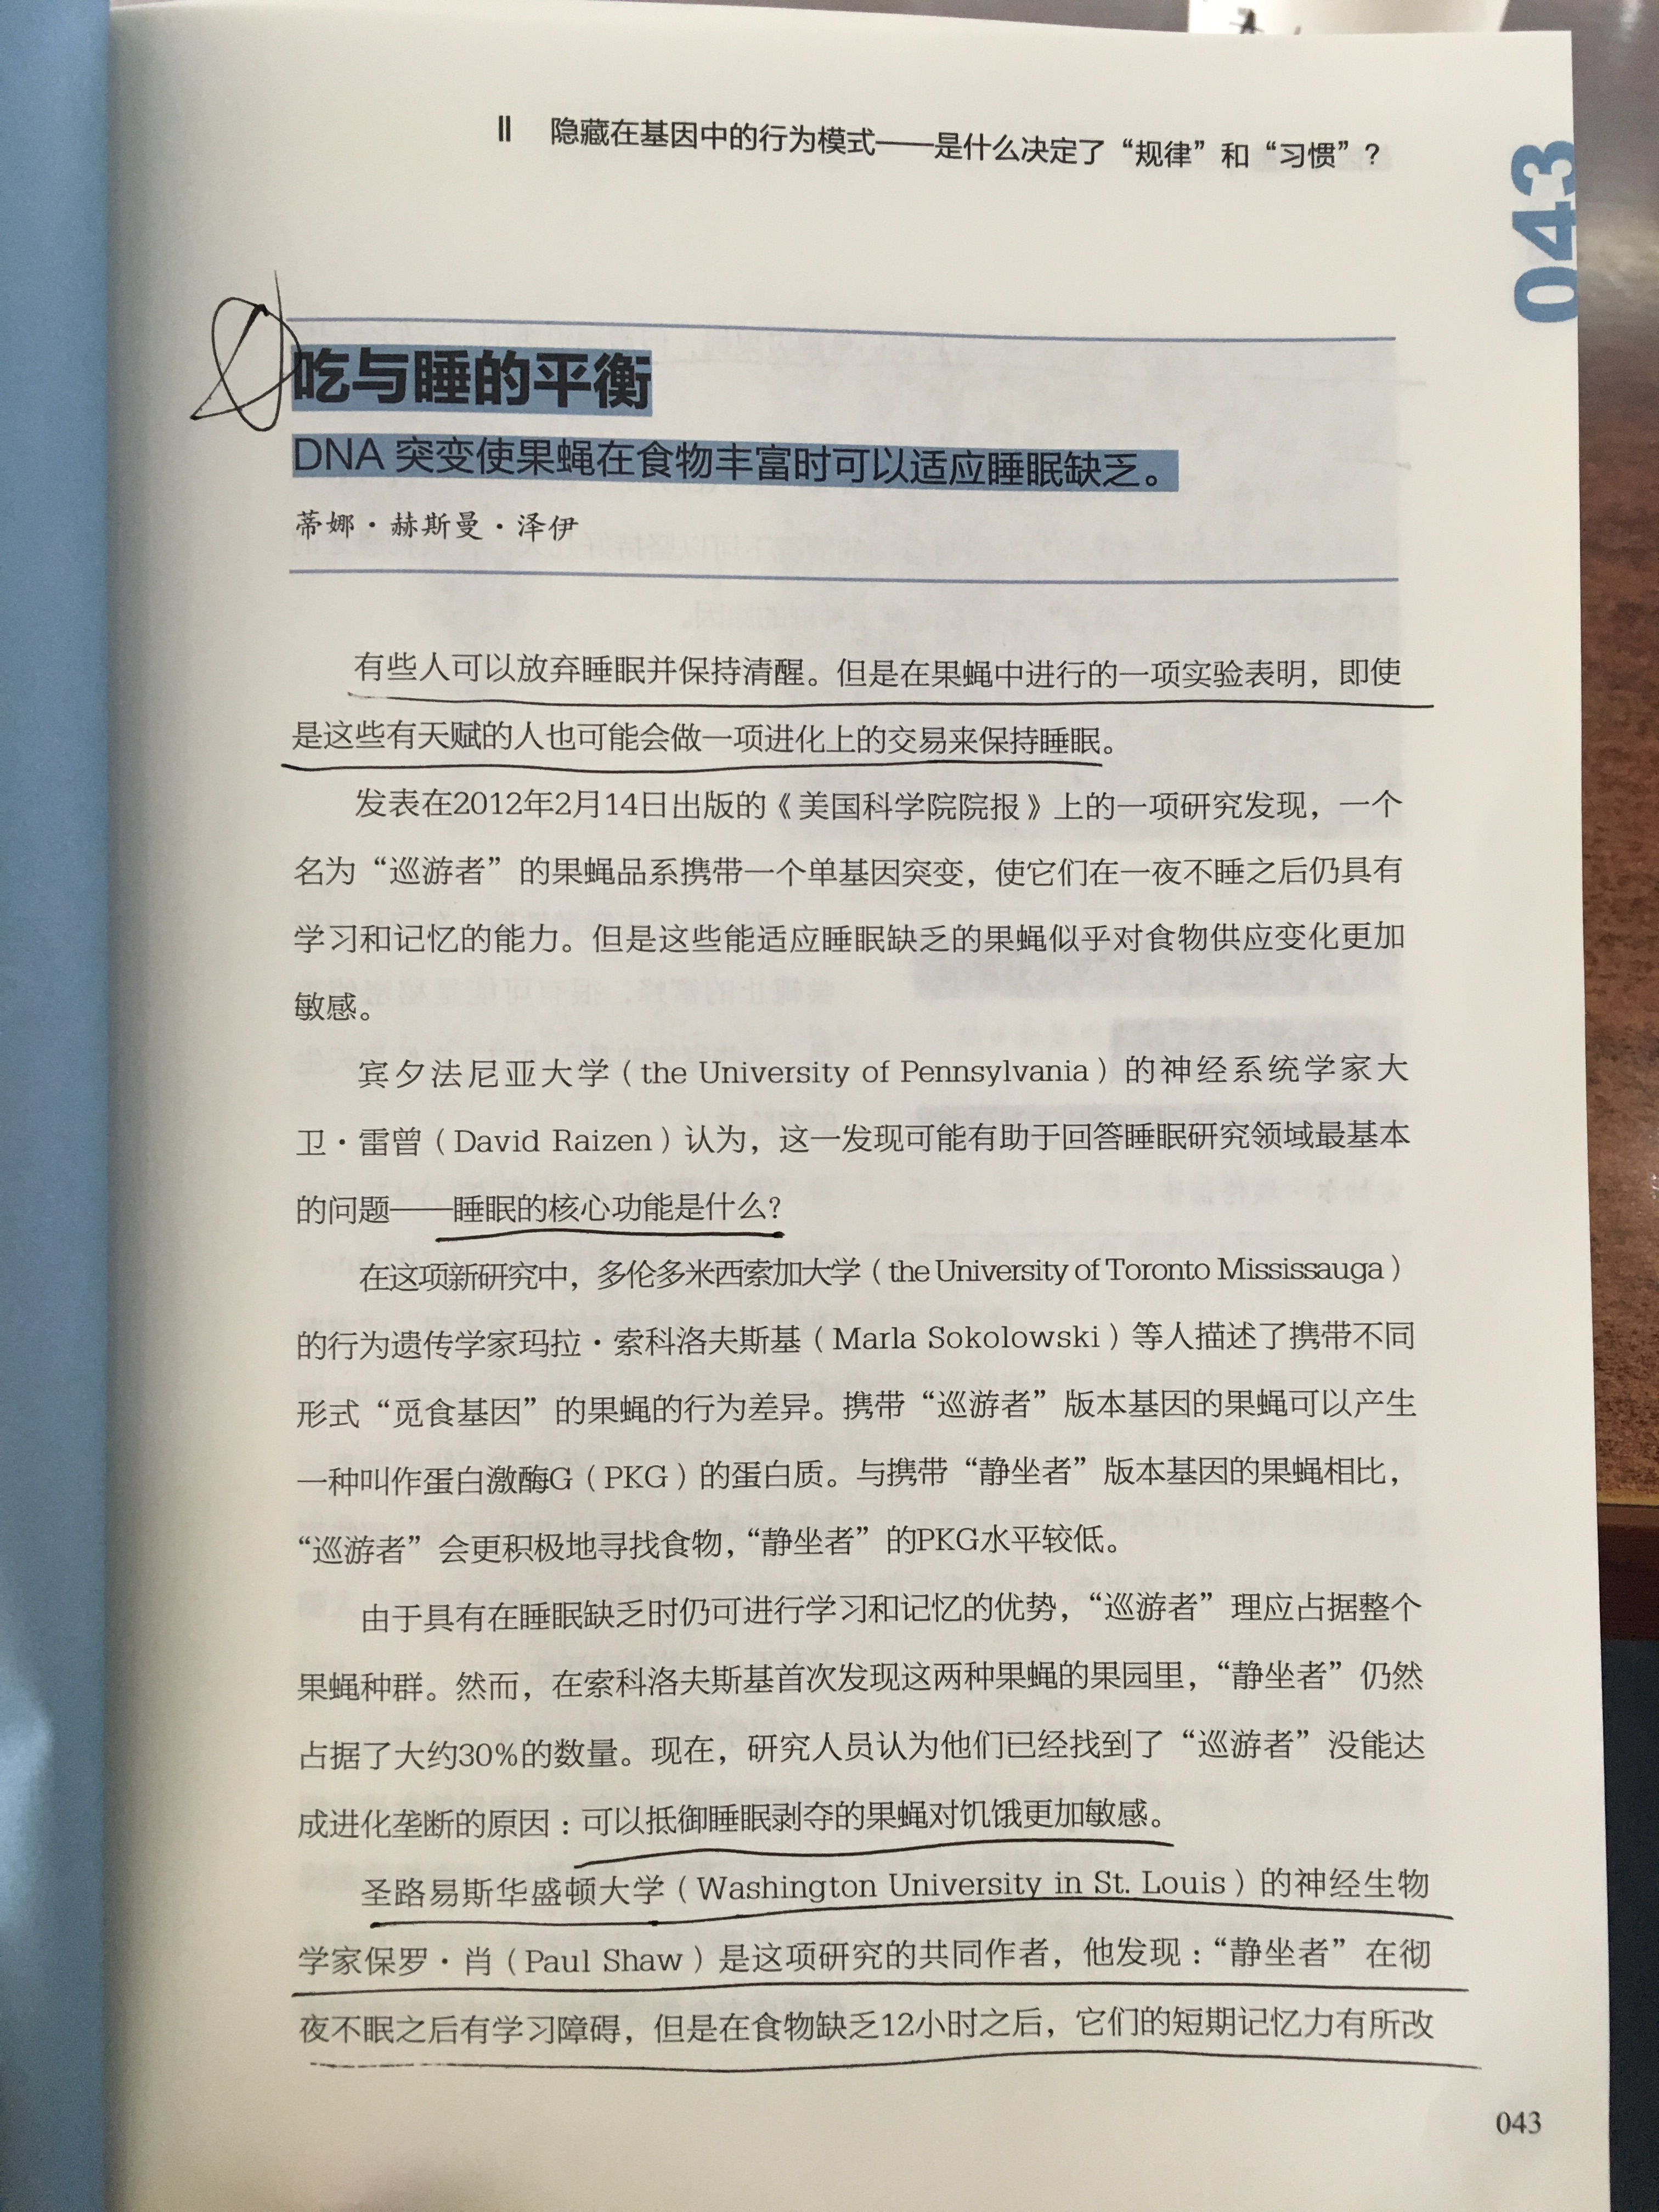 II 隐藏在基因中的行为模式——是什么决定了“规律”和“习惯”？
043
吃与睡的平衡
DNA 突变使果蝇在食物丰富时可以适应睡眠缺乏。
蒂娜·赫斯曼·泽伊
有些人可以放弃睡眠并保持清醒。但是在果蝇中进行的一项实验表明，即使
是这些有天赋的人也可能会做一项进化上的交易来保持睡眠。
发表在2012年2月14日出版的《美国科学院院报》上的一项研究发现，一个
名为“巡游者”的果蝇品系携带一个单基因突变，使它们在一夜不睡之后仍具有
学习和记忆的能力。但是这些能适应睡眠缺乏的果蝇似乎对食物供应变化更加
敏感。
宾夕法尼亚大学（the University of Pennsylvania）的神经系统学家大
卫·雷曾（David Raizen）认为，这一发现可能有助于回答睡眠研究领域最基本
的问题——睡眠的核心功能是什么？
在这项新研究中，多伦多米西索加大学（the University of Toronto Mississauga）
的行为遗传学家玛拉·索科洛夫斯基（Marla Sokolowski）等人描述了携带不同
形式“觅食基因”的果蝇的行为差异。携带“巡游者”版本基因的果蝇可以产生
一种叫作蛋白激酶G（PKG）的蛋白质。与携带“静坐者”版本基因的果蝇相比，
“巡游者”会更积极地寻找食物，“静坐者”的PKG水平较低。
由于具有在睡眠缺乏时仍可进行学习和记忆的优势，“巡游者”理应占据整个
果蝇种群。然而，在索科洛夫斯基首次发现这两种果蝇的果园里，“静坐者”仍然
占据了大约30%的数量。现在，研究人员认为他们已经找到了“巡游者”没能达
成进化垄断的原因：可以抵御睡眠剥夺的果蝇对饥饿更加敏感。
圣路易斯华盛顿大学（Washington University in St. Louis）的神经生物
学家保罗·肖（Paul Shaw）是这项研究的共同作者，他发现：“静坐者”在彻
夜不眠之后有学习障碍，但是在食物缺乏12小时之后，它们的短期记忆力有所改
043